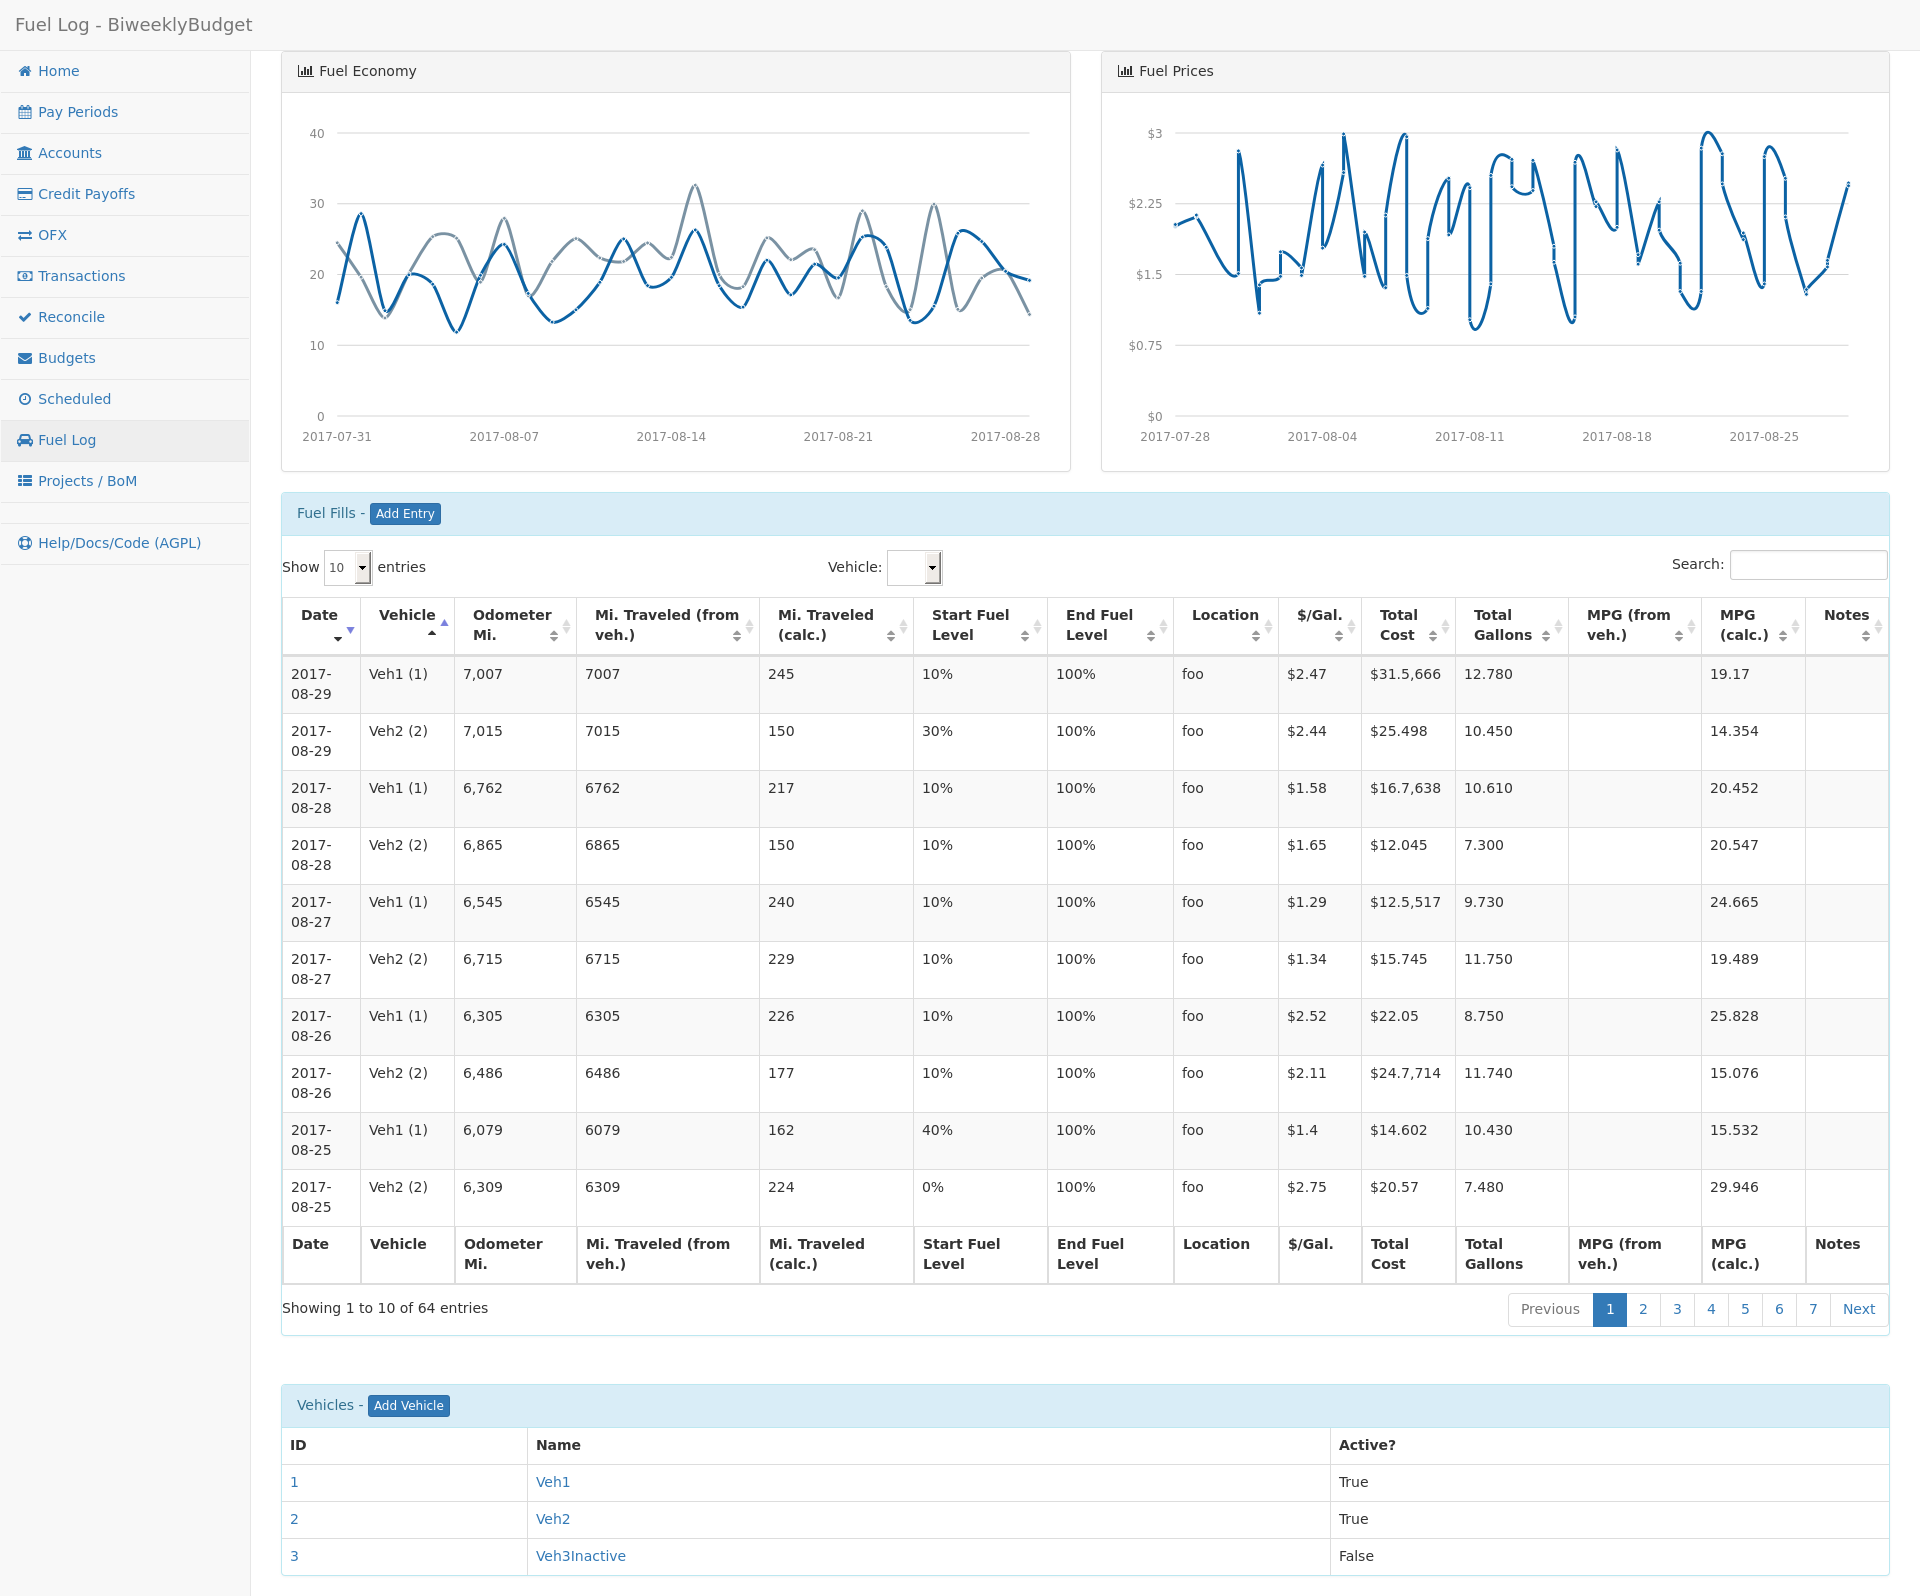 Fuel Log - BiweeklyBudget
Home
Pay Periods
Accounts
Credit Payoffs
OFX
Transactions
Reconcile
Budgets
Scheduled
Fuel Log
Projects / BoM
Help/Docs/Code (AGPL)
Fuel Economy
40
30
20
10
0
2017-07-31 2017-08-07 2017-08-14 2017-08-21 2017-08-28
Fuel Prices
$3
$2.25
$1.5
$0.75
$0
2017-07-28 2017-08-04 2017-08-11 2017-08-18 2017-08-25
Fuel Fills - Add Entry
Show 10 entries Vehicle: Search:
Date Vehicle Odometer Mi. Traveled (from Mi. Traveled Start Fuel End Fuel Location $/Gal. Total Total MPG (from MPG Notes
Mi. veh.) (calc.) Level Level Cost Gallons veh.) (calc.)
2017- Veh1 (1) 7,007 7007 245 10% 100% foo $2.47 $31.5,666 12.780 19.17
08-29
2017- Veh2 (2) 7,015 7015 150 30% 100% foo $2.44 $25.498 10.450 14.354
08-29
2017- Veh1 (1) 6,762 6762 217 10% 100% foo $1.58 $16.7,638 10.610 20.452
08-28
2017- Veh2 (2) 6,865 6865 150 10% 100% foo $1.65 $12.045 7.300 20.547
08-28
2017- Veh1 (1) 6,545 6545 240 10% 100% foo $1.29 $12.5,517 9.730 24.665
08-27
2017- Veh2 (2) 6,715 6715 229 10% 100% foo $1.34 $15.745 11.750 19.489
08-27
2017- Veh1 (1) 6,305 6305 226 10% 100% foo $2.52 $22.05 8.750 25.828
08-26
2017- Veh2 (2) 6,486 6486 177 10% 100% foo $2.11 $24.7,714 11.740 15.076
08-26
2017- Veh1 (1) 6,079 6079 162 40% 100% foo $1.4 $14.602 10.430 15.532
08-25
2017- Veh2 (2) 6,309 6309 224 0% 100% foo $2.75 $20.57 7.480 29.946
08-25
Date Vehicle Odometer Mi. Traveled (from Mi. Traveled Start Fuel End Fuel Location $/Gal. Total Total MPG (from MPG Notes
Mi. veh.) (calc.) Level Level Cost Gallons veh.) (calc.)
Showing 1 to 10 of 64 entries Previous 1 2 3 4 5 6 7 Next
Vehicles - Add Vehicle
ID Name Active?
1 Veh1 True
2 Veh2 True
3 Veh3Inactive False